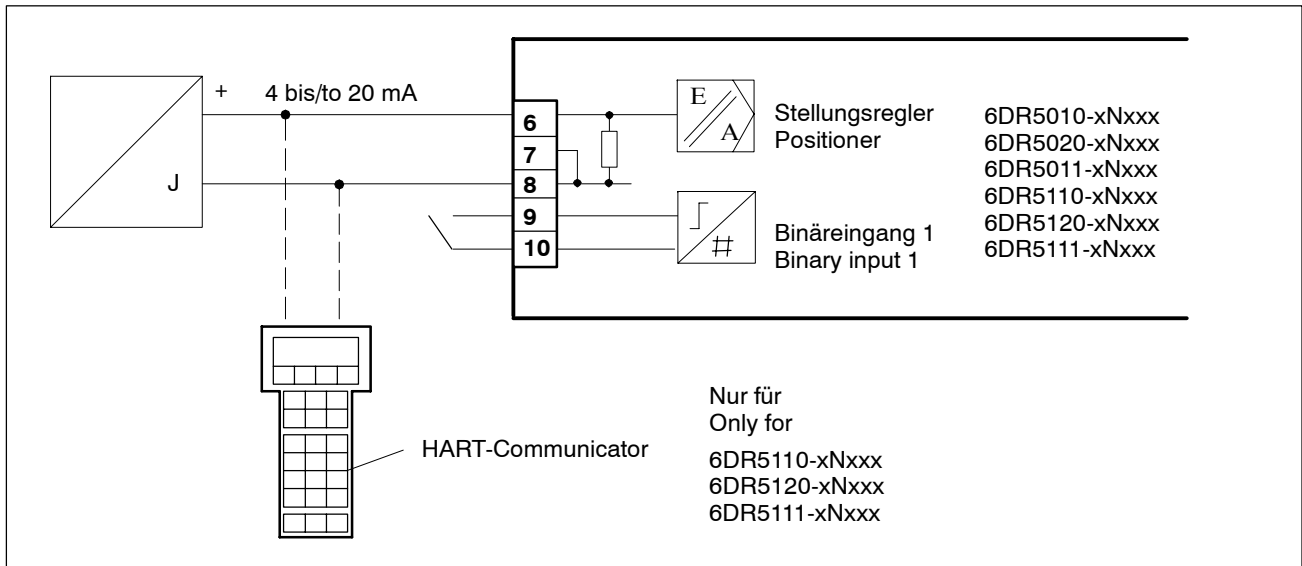 + 4 bis/to 20 mA
J
6
7
8
9
10
E
A
Stellungsregler
Positioner
#
Binäreingang 1
Binary input 1
6DR5010-xNxxx
6DR5020-xNxxx
6DR5011-xNxxx
6DR5110-xNxxx
6DR5120-xNxxx
6DR5111-xNxxx
HART-Communicator
Nur für
Only for
6DR5110-xNxxx
6DR5120-xNxxx
6DR5111-xNxxx